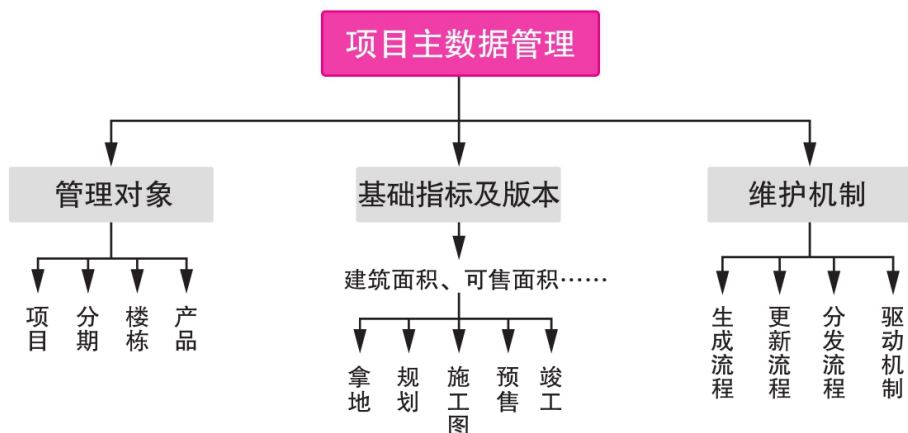 项目主数据管理
管理对象
基础指标及版本
维护机制
建筑面积、可售面积……
项目
分期
楼栋
产品
拿地
规划
施工图
预售
竣工
生成流程
更新流程
分发流程
驱动机制